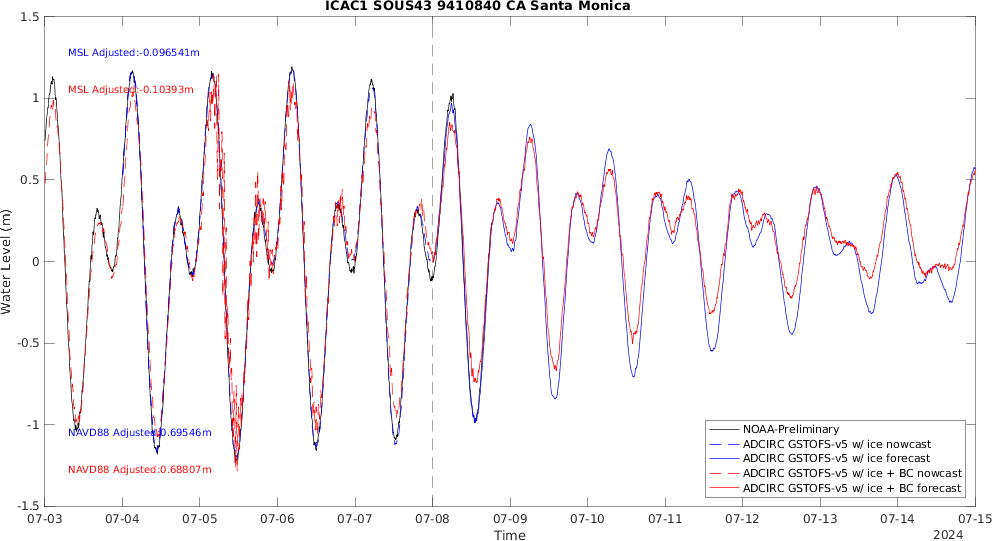 ICAC1 SOUS43 9410840 CA Santa Monica
1.5
MSL Adjusted:-0.096541m
MSL Adjusted:-0.10393m
1
0.5
Water Level (m)
0
-0.5
-1
NAVD88 Adjusted:0.69546m
NAVD88 Adjusted:0.68807m
-1.5
NOAA-Preliminary
ADCIRC GSTOFS-v5 w/ ice nowcast
ADCIRC GSTOFS-v5 w/ ice forecast
ADCIRC GSTOFS-v5 w/ ice + BC nowcast
ADCIRC GSTOFS-v5 w/ ice + BC forecast
07-03 07-04 07-05 07-06 07-07 07-08 07-09 07-10 07-11 07-12 07-13 07-14 07-15
Time
2024